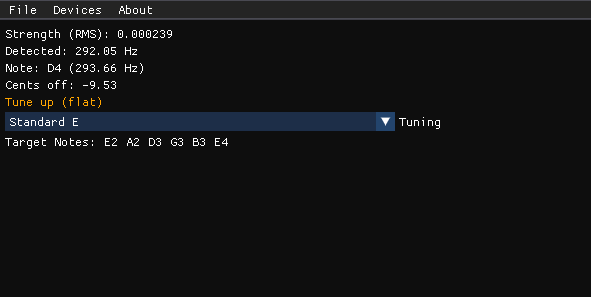 File Devices About
Strength (RMS): 0.000239
Detected: 292.05 Hz
Note: D4 (293.66 Hz)
Cents off: -9.53
Tune up (flat)
Standard E Tuning
Target Notes: E2 A2 D3 G3 B3 E4